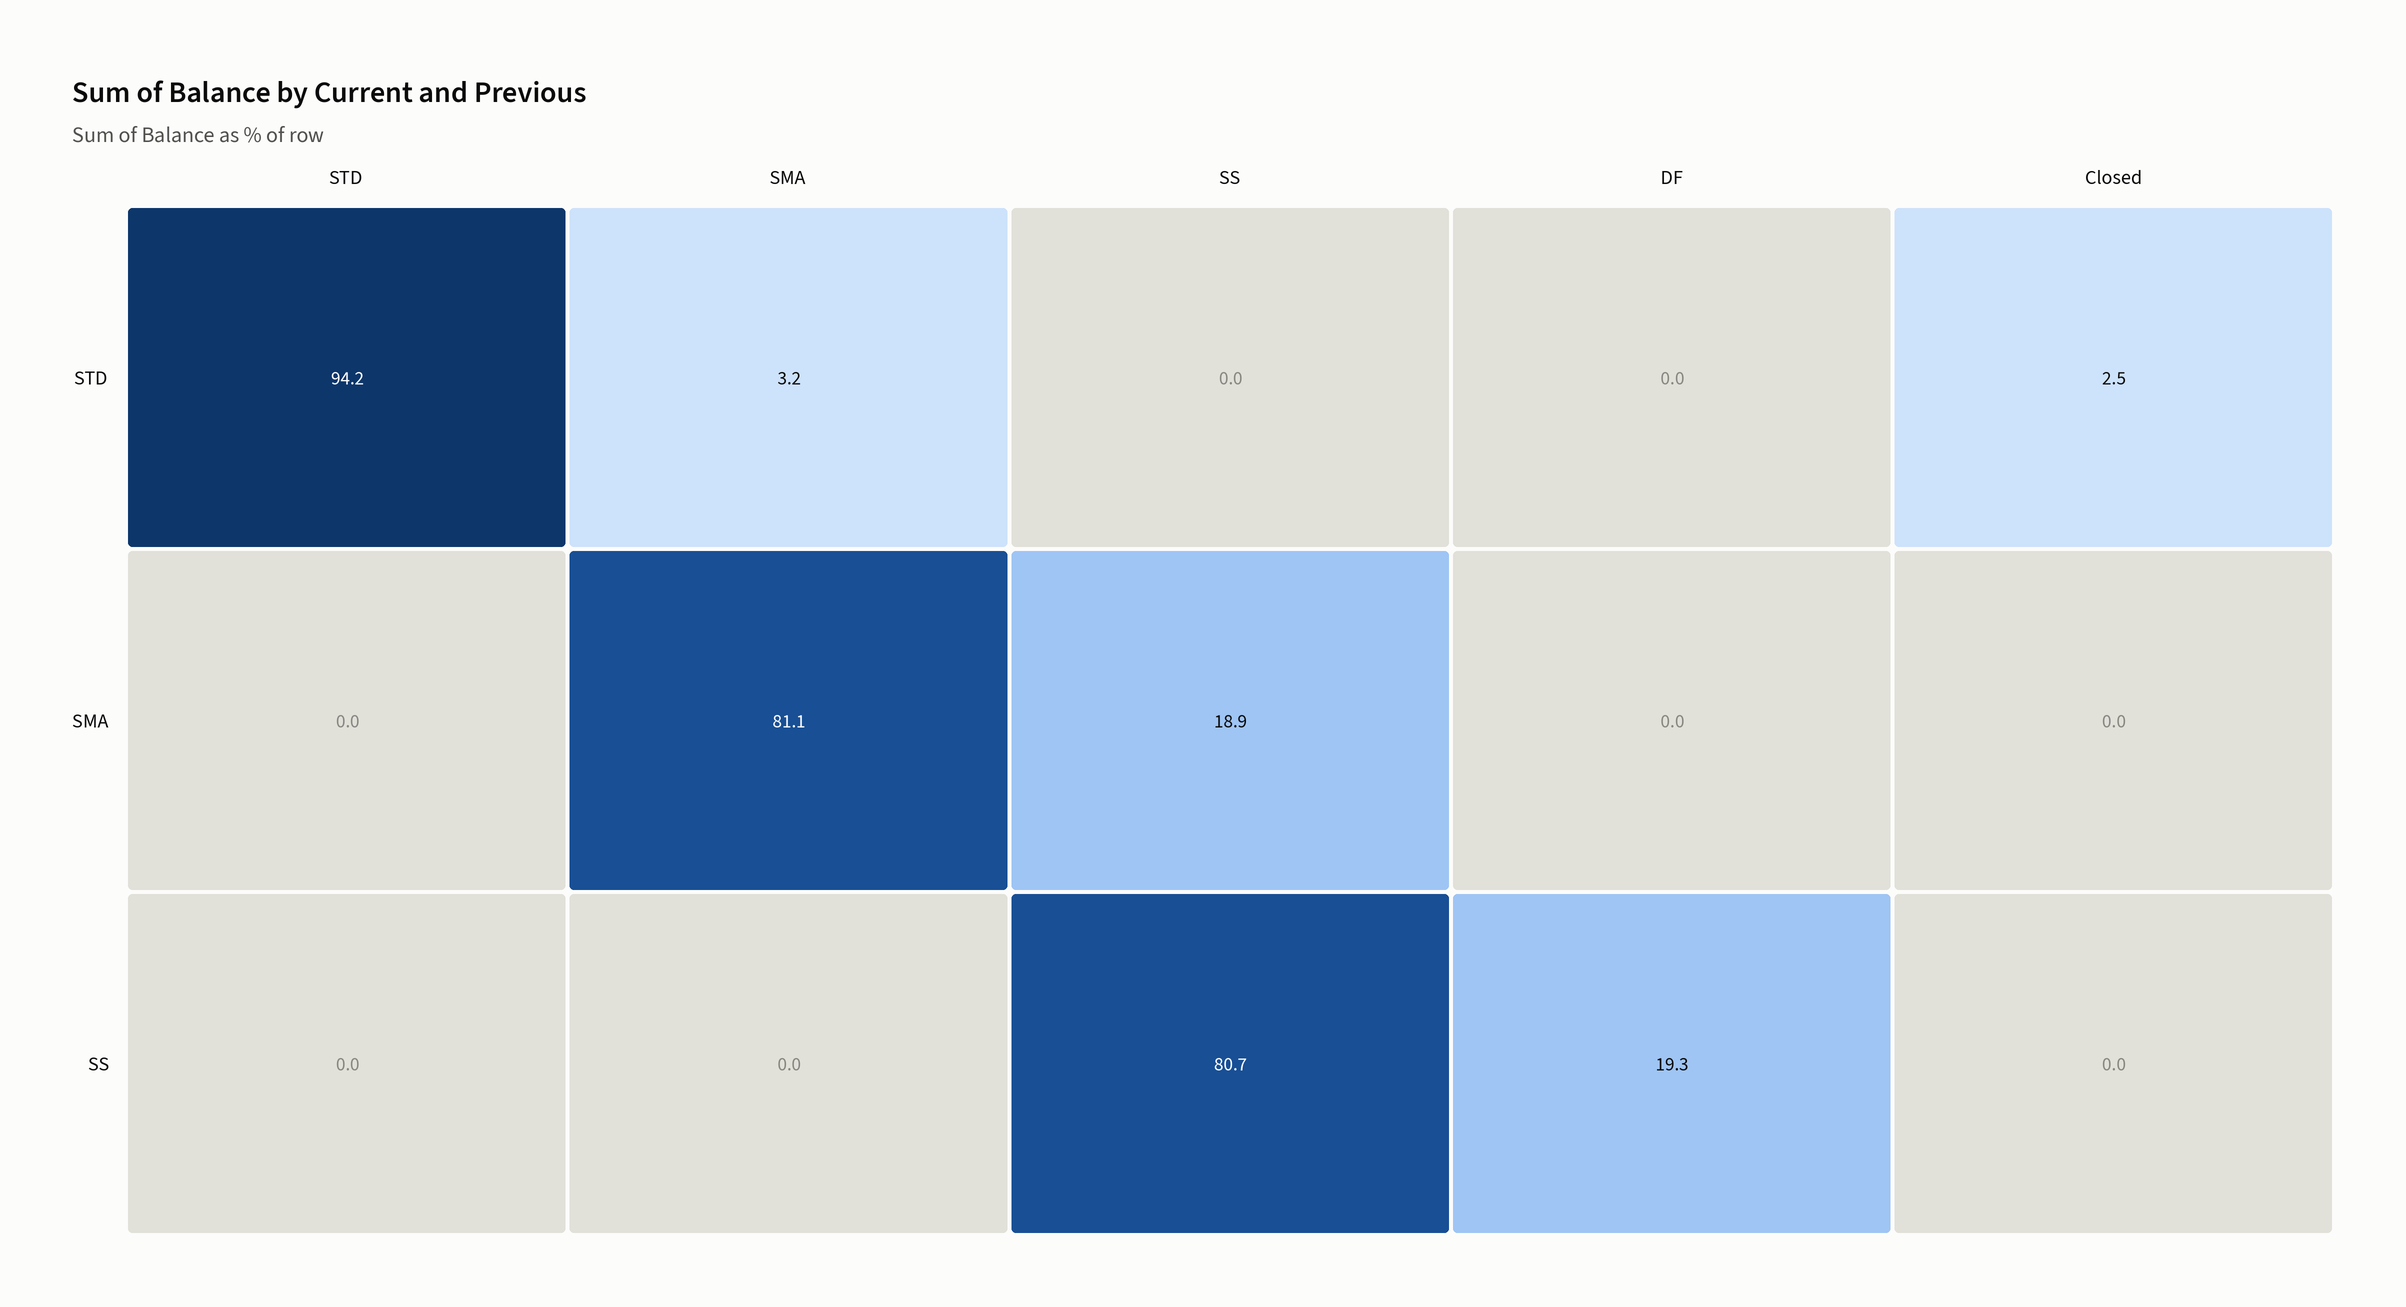 Sum of Balance by Current and Previous
Sum of Balance as % of row
STD SMA SS DF Closed
STD 94.2 3.2 0.0 0.0 2.5
SMA 0.0 81.1 18.9 0.0 0.0
SS 0.0 0.0 80.7 19.3 0.0